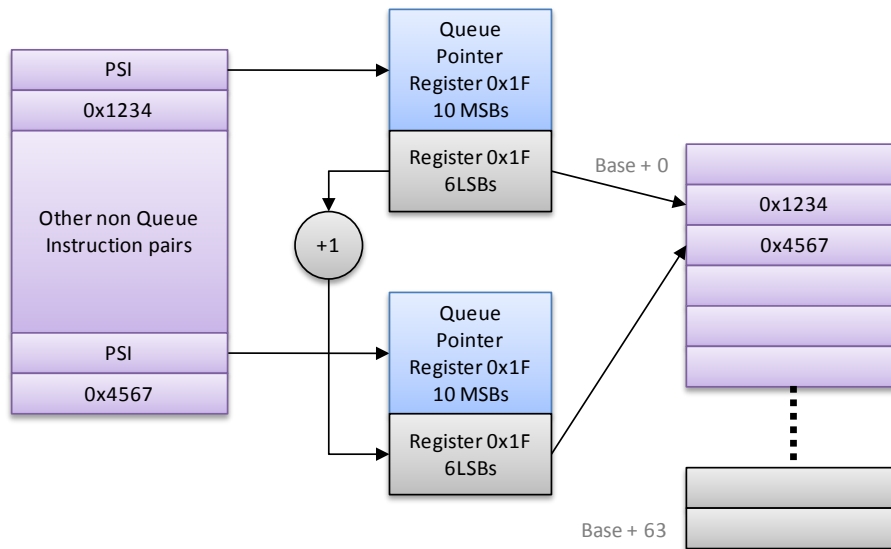 PSI
0x1234
Other non Queue
Instruction pairs
PSI
0x4567
Queue
Pointer
Register 0x1F
10 MSBs
Register 0x1F
6LSBs
+1
Queue
Pointer
Register 0x1F
10 MSBs
Register 0x1F
6LSBs
Base + 0
0x1234
0x4567
Base + 63